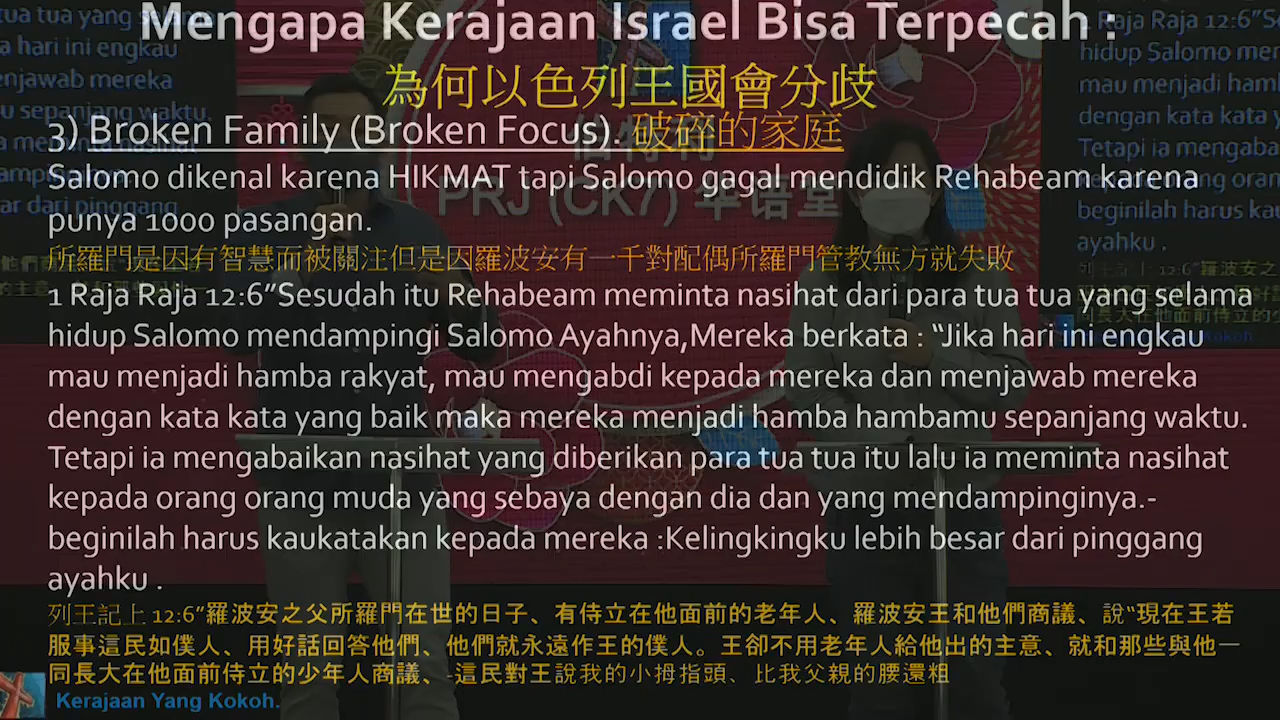 Mengapa Kerajaan Israel Bisa Terpecah :
為何以色列王國會分歧
3) Broken Family (Broken Focus). 破碎的家庭
Salomo dikenal karena HIKMAT tapi Salomo gagal mendidik Rehabeam karena
punya 1000 pasangan.
所羅門是因有智慧而被關注但是因羅波安有一千對配偶所羅門管教無方就失敗
1 Raja Raja 12:6"Sesudah itu Rehabeam meminta nasihat dari para tua tua yang selama
hidup Salomo mendampingi Salomo Ayahnya,Mereka berkata : “Jika hari ini engkau
mau menjadi hamba rakyat, mau mengabdi kepada mereka dan menjawab mereka
dengan kata kata yang baik maka mereka menjadi hamba hambamu sepanjang waktu.
Tetapi ia mengabaikan nasihat yang diberikan para tua tua itu lalu ia meminta nasihat
kepada orang orang muda yang sebaya dengan dia dan yang mendampinginya.-
beginilah harus kaukatakan kepada mereka :Kelingkingku lebih besar dari pinggang
ayahku .
列王記上 12:6"羅波安之父所羅門在世的日子、有侍立在他面前的老年人、羅波安王和他們商議、說“現在王若
服事這民如僕人、用好話回答他們、他們就永遠作王的僕人。王卻不用老年人給他出的主意、就和那些與他一
同長大在他面前侍立的少年人商議、-這民對王說我的小拇指頭、比我父親的腰還粗
Kerajaan Yang Kokoh.
PRJ (CK7) 华语堂